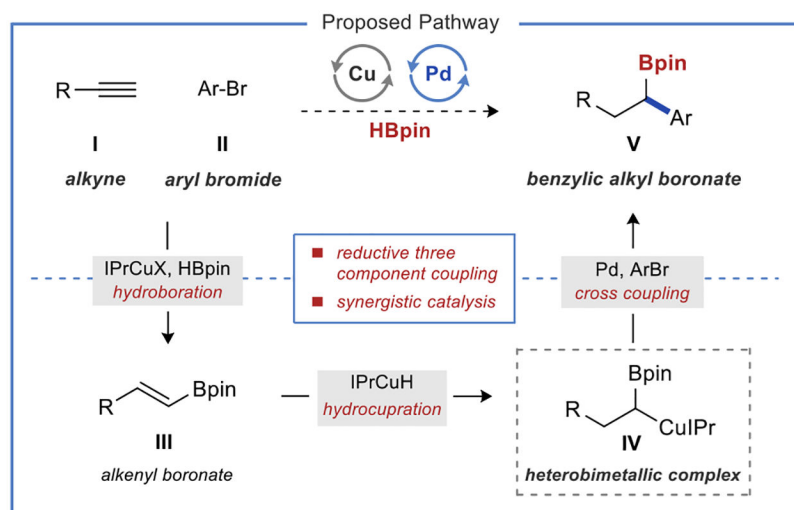 Proposed Pathway
R
I
alkyne
Ar-Br
II
aryl bromide
Cu
Pd
HBpin
Bpin
R
Ar
V
benzylic alkyl boronate
IPrCuX, HBpin
hydroboration
reductive three
component coupling
synergistic catalysis
Pd, ArBr
cross coupling
R
Bpin
III
alkenyl boronate
IPrCuH
hydrocupration
Bpin
R
CuIPr
IV
heterobimetallic complex